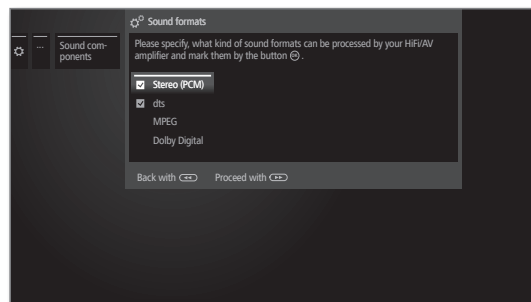 Sound formats
...
Sound com-
ponents
Please specify, what kind of sound formats can be processed by your HiFi/AV
amplifier and mark them by the button OK .
Stereo (PCM)
dts
MPEG
Dolby Digital
Back with
Proceed with